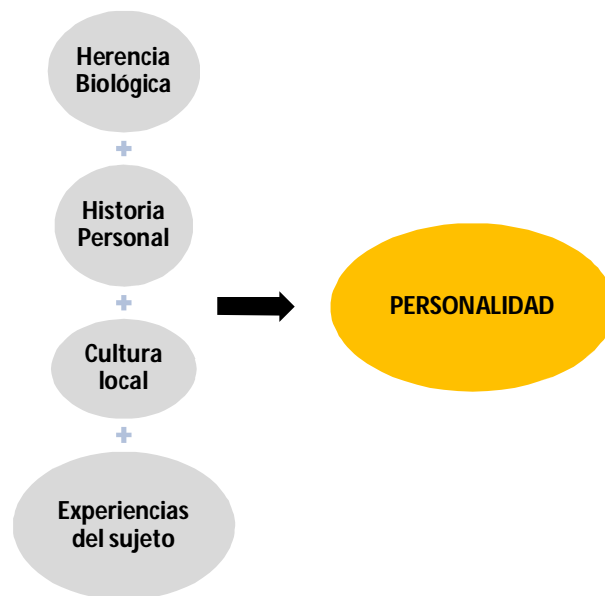 Herencia
Biológica
+
Historia
Personal
+
Cultura
local
+
Experiencias
del sujeto
PERSONALIDAD